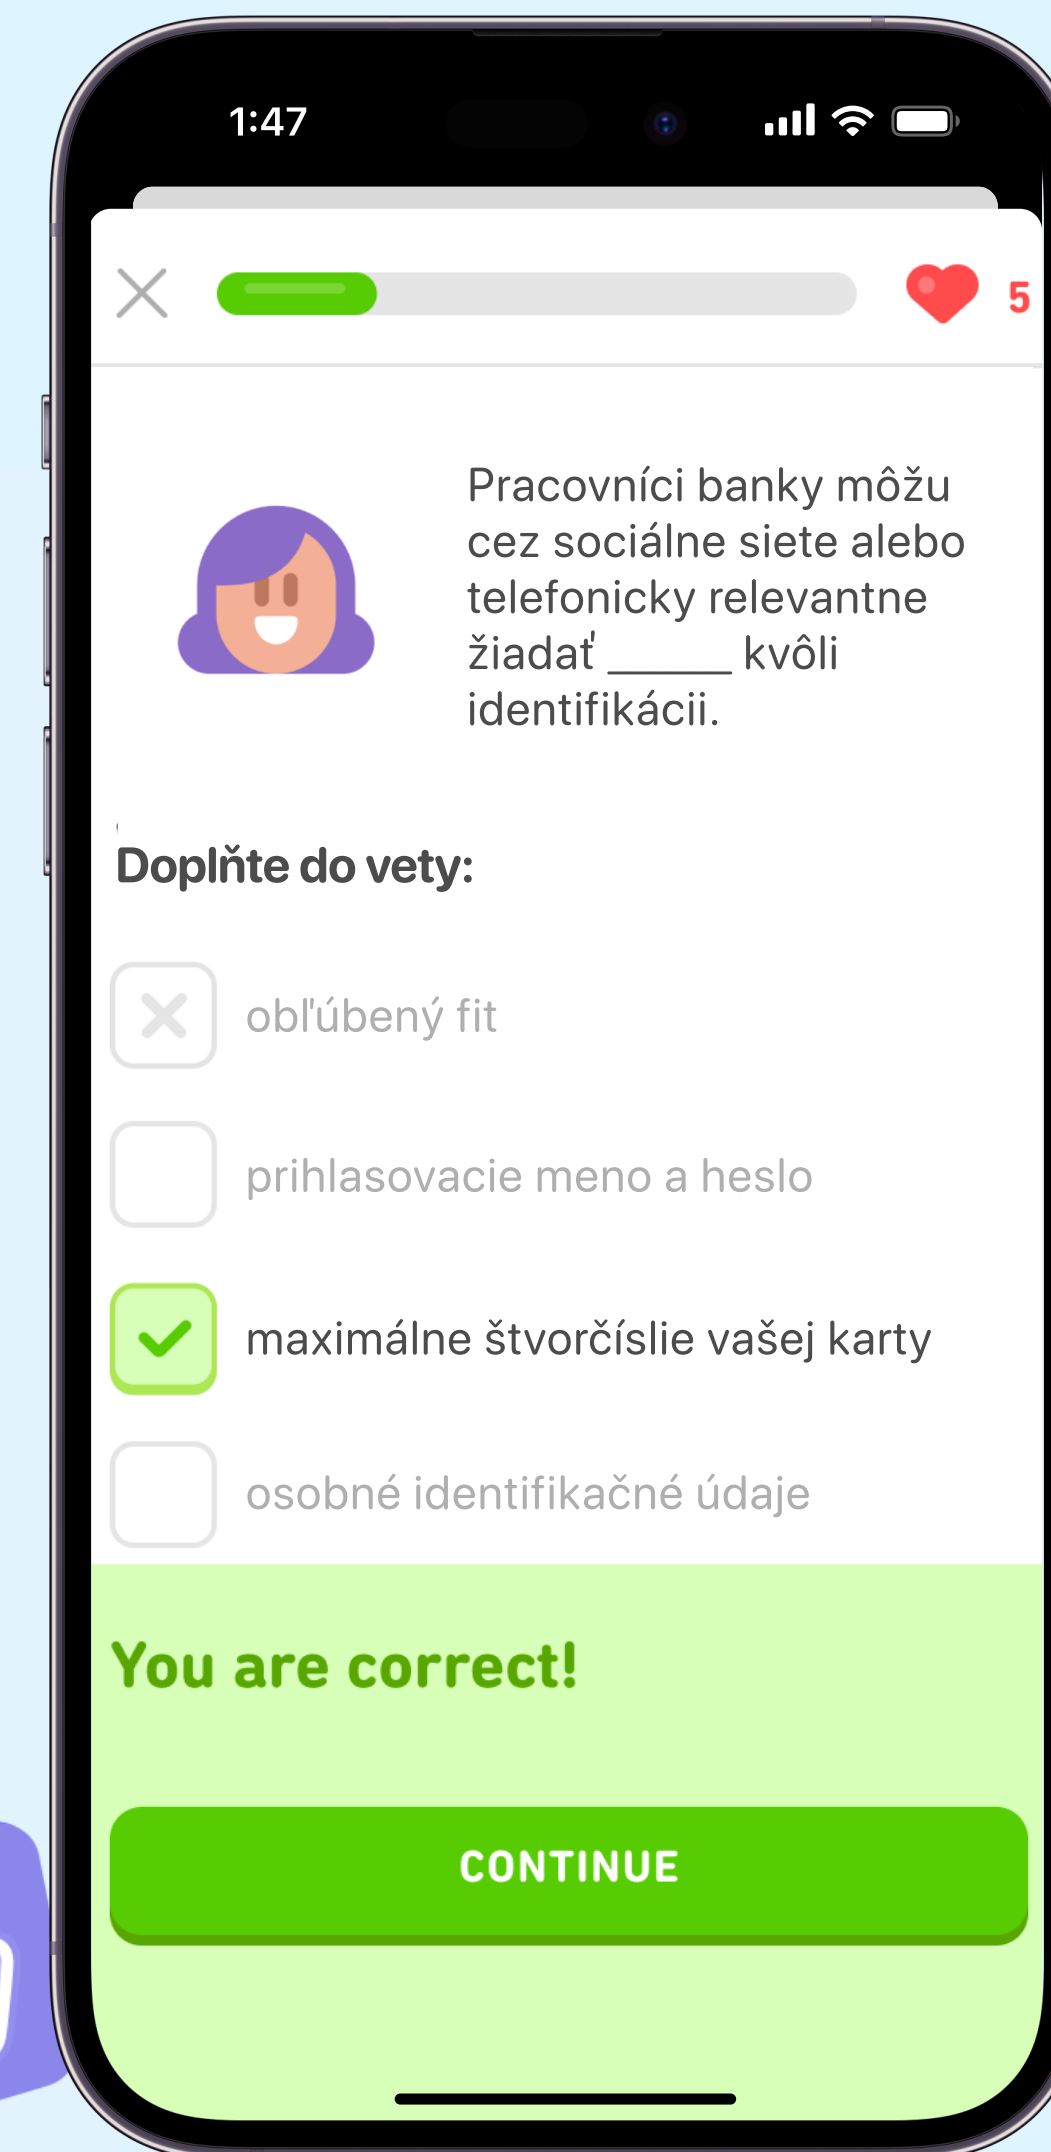 1:47
5
Pracovníci banky môžu
cez sociálne siete alebo
telefonicky relevantne
žiadať ______ kvôli
identifikácii.
Doplňte do vety:
obľúbený fit
prihlasovacie meno a heslo
maximálne štvorčíslie vašej karty
osobné identifikačné údaje
You are correct!
CONTINUE